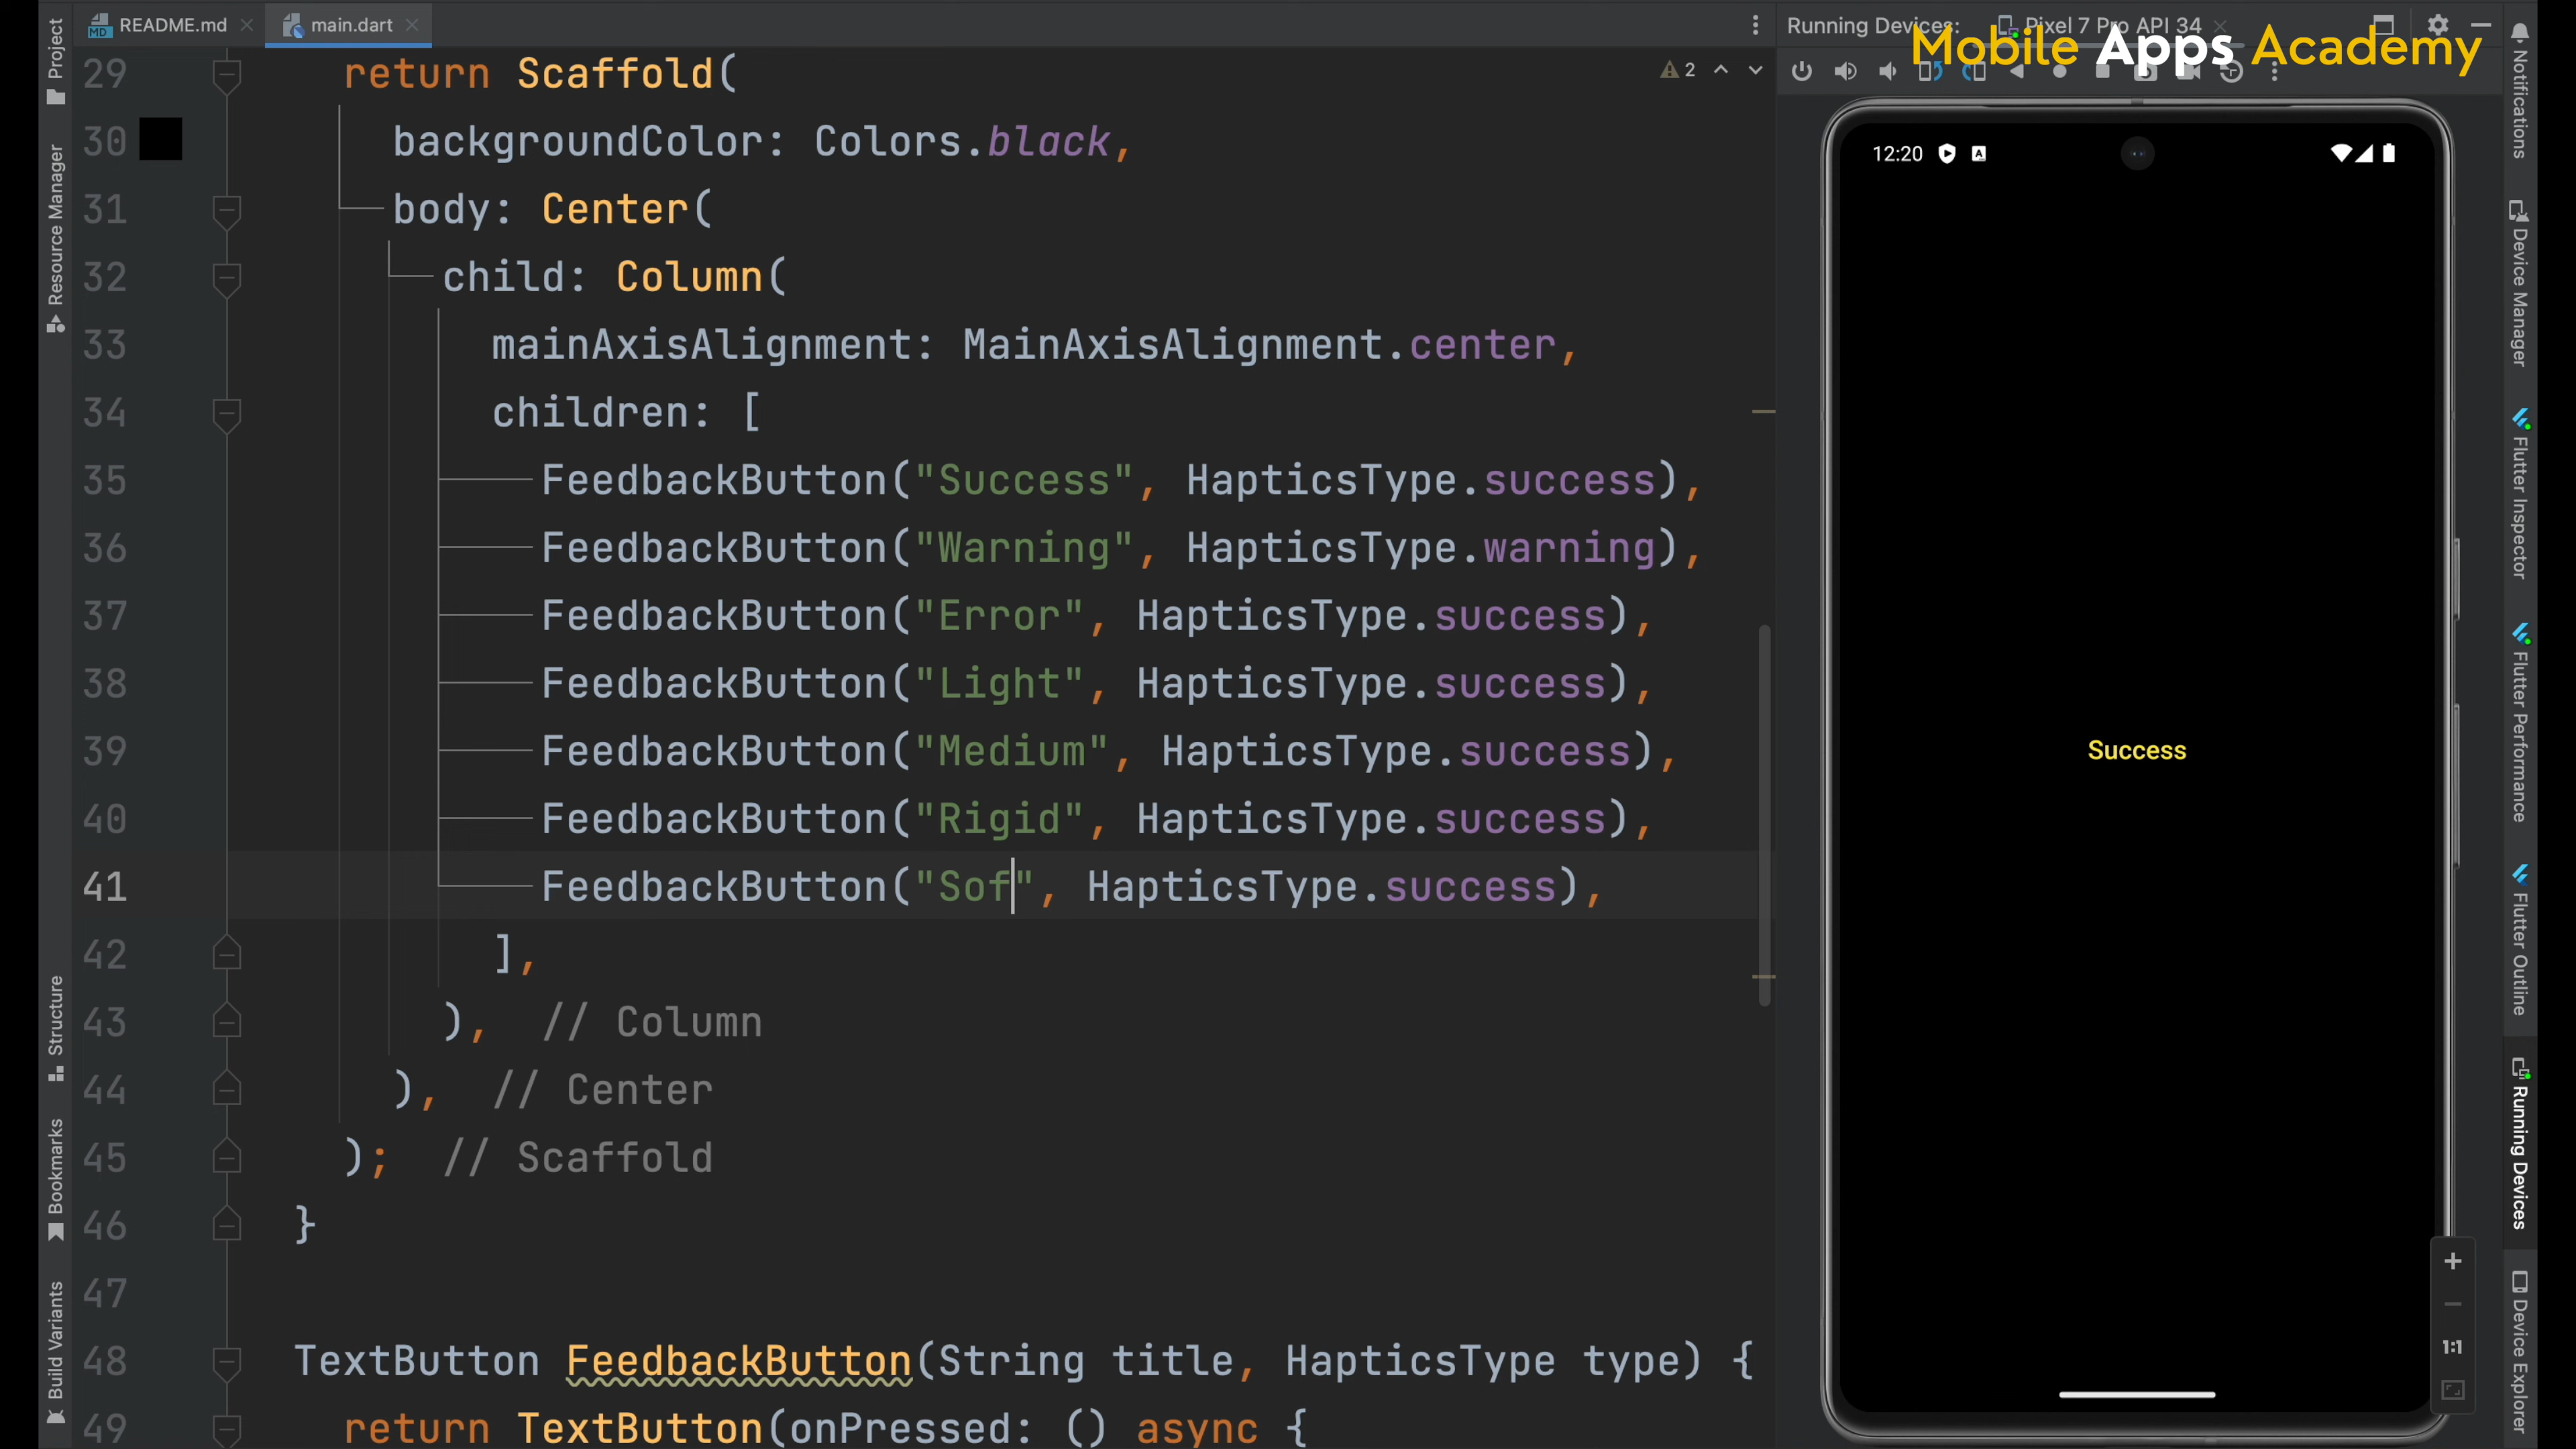 Project
Resource Manager
Structure
Bookmarks
Build Variants
README.md
main.dart
2
29 return Scaffold(
30 backgroundColor: Colors.black,
31 body: Center(
32 child: Column(
33 mainAxisAlignment: MainAxisAlignment.center,
34 children: [
35 FeedbackButton("Success", HapticsType.success),
36 FeedbackButton("Warning", HapticsType.warning),
37 FeedbackButton("Error", HapticsType.success),
38 FeedbackButton("Light", HapticsType.success),
39 FeedbackButton("Medium", HapticsType.success),
40 FeedbackButton("Rigid", HapticsType.success),
41 FeedbackButton("Sof", HapticsType.success),
42 ],
43 ), // Column
44 ), // Center
45 ); // Scaffold
46 }
47
48 TextButton FeedbackButton(String title, HapticsType type) {
49 return TextButton(onPressed: () async {
Running Devices:
Pixel 7 Pro API 34
Mobile Apps Academy
12:20
Success
1:1
Notifications
Device Manager
Flutter Inspector
Flutter Performance
Flutter Outline
Running Devices
Device Explorer